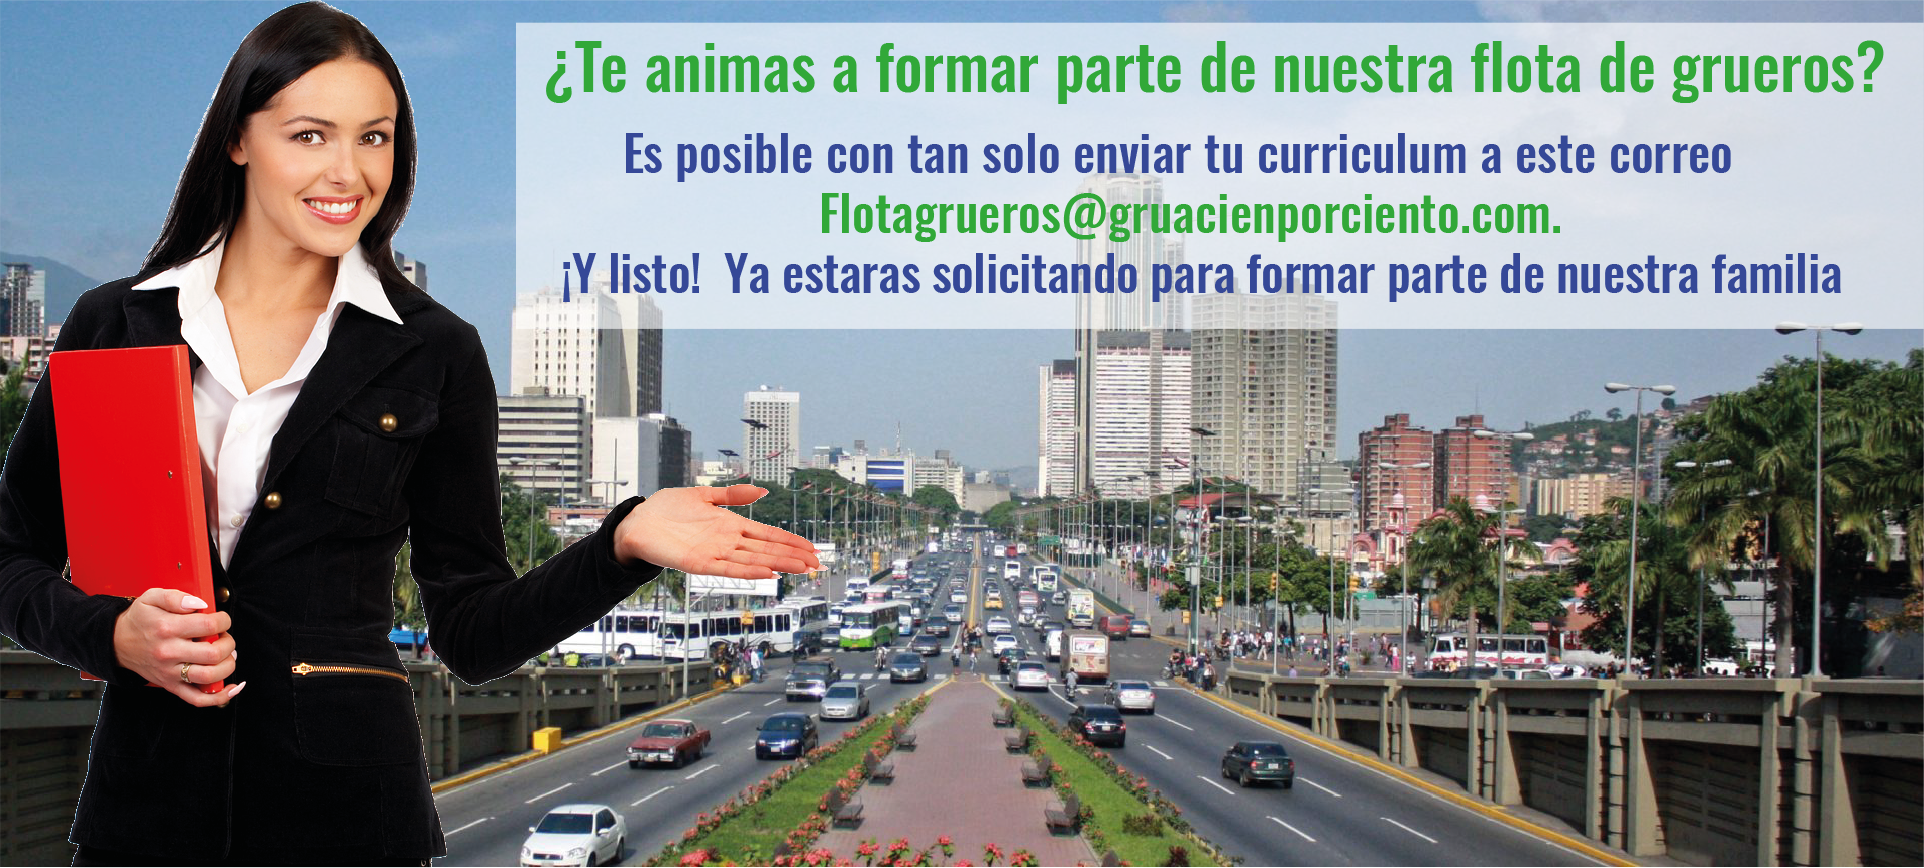 ¿Te animas a formar parte de nuestra flota de grueros?
Es posible con tan solo enviar tu curriculum a este correo
Flotagrueros@gruacienporciento.com.
¡Y listo! Ya estaras solicitando para formar parte de nuestra familia